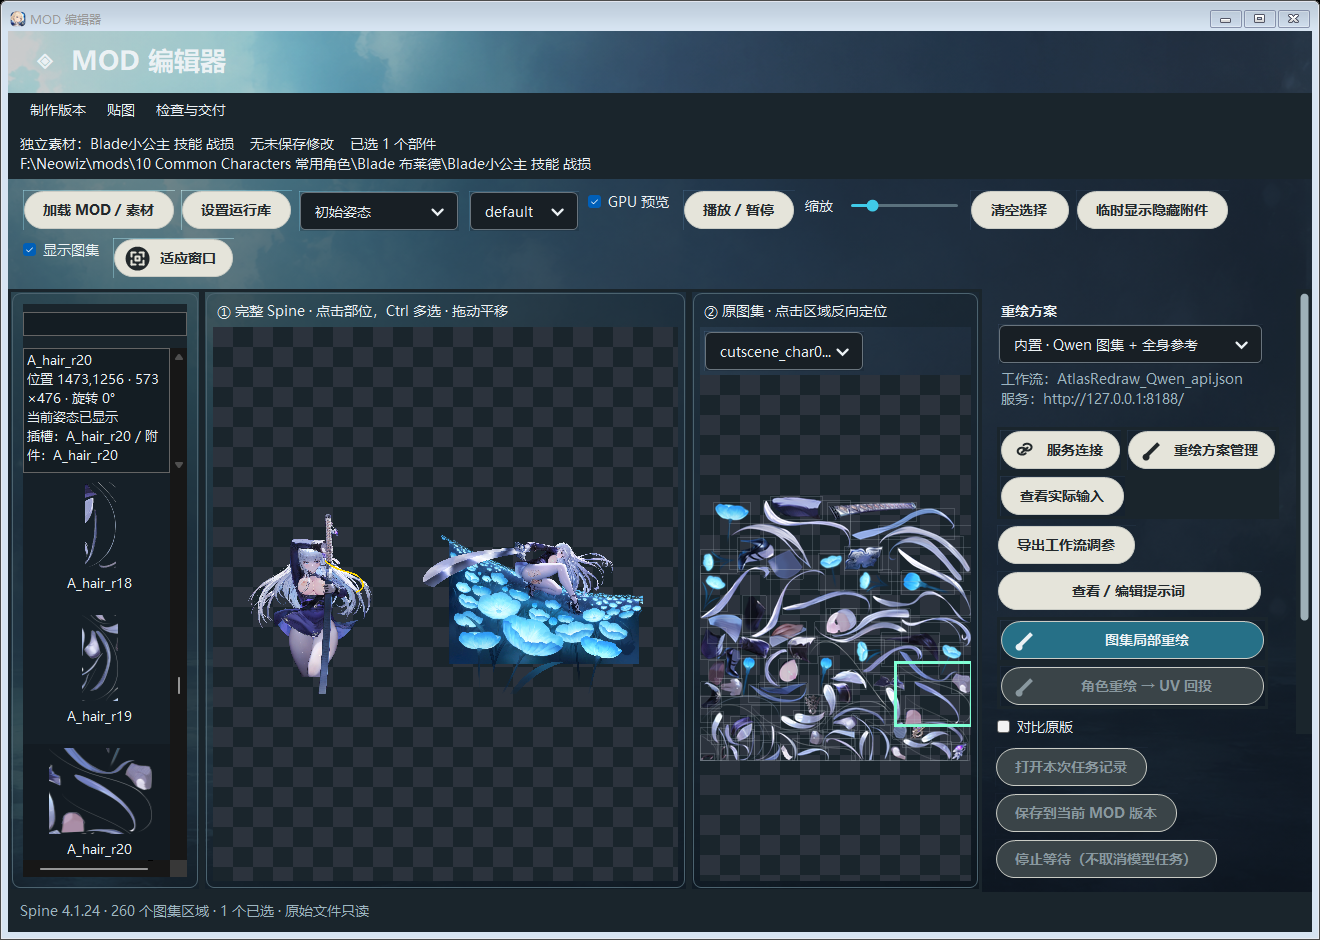 MOD 编辑器
MOD 编辑器
制作版本 贴图 检查与交付
独立素材：Blade小公主 技能 战损 无未保存修改 已选 1 个部件
F:\Neowiz\mods\10 Common Characters 常用角色\Blade 布莱德\Blade小公主 技能 战损
加载 MOD / 素材 设置运行库 初始姿态 default GPU 预览 播放 / 暂停 缩放 清空选择 临时显示隐藏附件
显示图集 适应窗口
A_hair_r20
位置 1473,1256 · 573
×476 · 旋转 0°
当前姿态已显示
插槽：A_hair_r20 / 附
件：A_hair_r20
A_hair_r18
A_hair_r19
A_hair_r20
① 完整 Spine · 点击部位，Ctrl 多选 · 拖动平移
② 原图集 · 点击区域反向定位
cutscene_char0...
重绘方案
内置 · Qwen 图集 + 全身参考
工作流：AtlasRedraw_Qwen_api.json
服务：http://127.0.0.1:8188/
服务连接 重绘方案管理
查看实际输入
导出工作流调参
查看 / 编辑提示词
图集局部重绘
角色重绘 → UV 回投
对比原版
打开本次任务记录
保存到当前 MOD 版本
停止等待（不取消模型任务）
Spine 4.1.24 · 260 个图集区域 · 1 个已选 · 原始文件只读